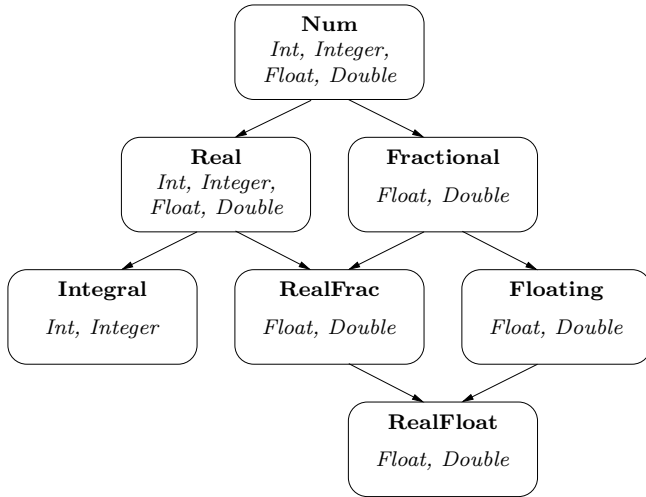 Num
Int, Integer,
Float, Double
Real
Int, Integer,
Float, Double
Fractional
Float, Double
Integral
Int, Integer
RealFrac
Float, Double
Floating
Float, Double
RealFloat
Float, Double